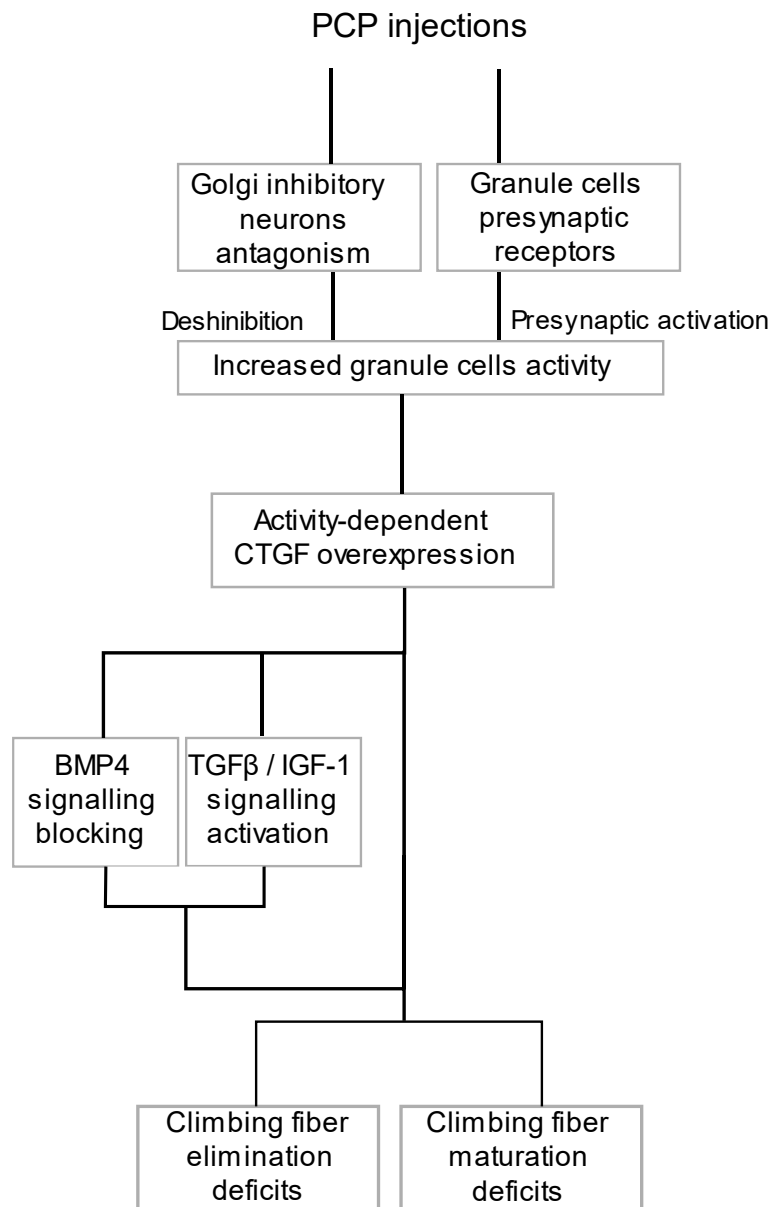 PCP injections
Golgi inhibitory
neurons
antagonism
Granule cells
presynaptic
receptors
Deshinibition
Presynaptic activation
Increased granule cells activity
Activity-dependent
CTGF overexpression
BMP4
signalling
blocking
TGFβ / IGF-1
signalling
activation
Climbing fiber
elimination
deficits
Climbing fiber
maturation
deficits